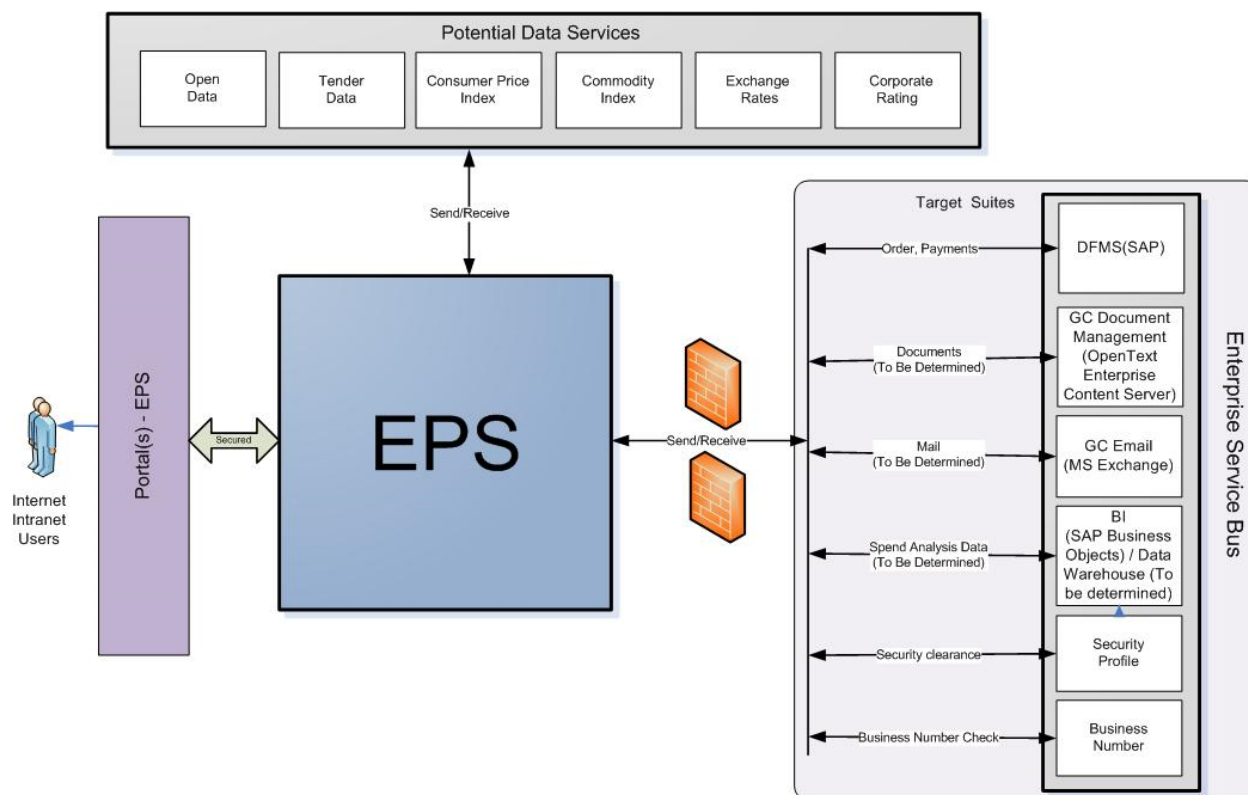 Potential Data Services
Open
Data
Tender
Data
Consumer Price
Index
Commodity
Index
Exchange
Rates
Corporate
Rating
Send/Receive
Portal(s) - EPS
Internet
Intranet
Users
Secured
EPS
Send/Receive
Target Suites
Order, Payments
DFMS(SAP)
Documents
(To Be Determined)
GC Document
Management
(OpenText
Enterprise
Content Server)
Mail
(To Be Determined)
GC Email
(MS Exchange)
Spend Analysis Data
(To Be Determined)
BI
(SAP Business
Objects) / Data
Warehouse (To
be determined)
Security clearance
Security
Profile
Business Number Check
Business
Number
Enterprise Service Bus